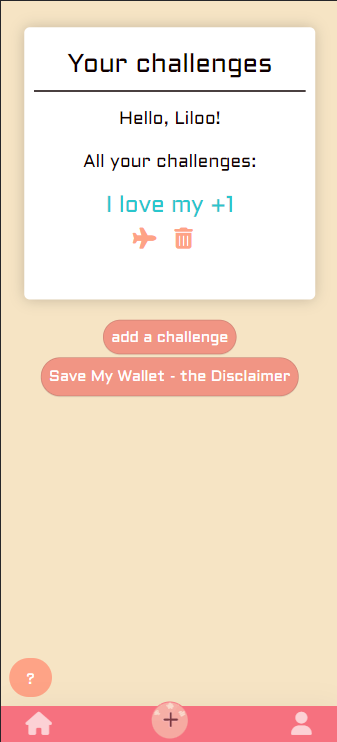 Your challenges
Hello, Liloo!
All your challenges:
I love my +1
add a challenge
Save My Wallet - the Disclaimer
?
+